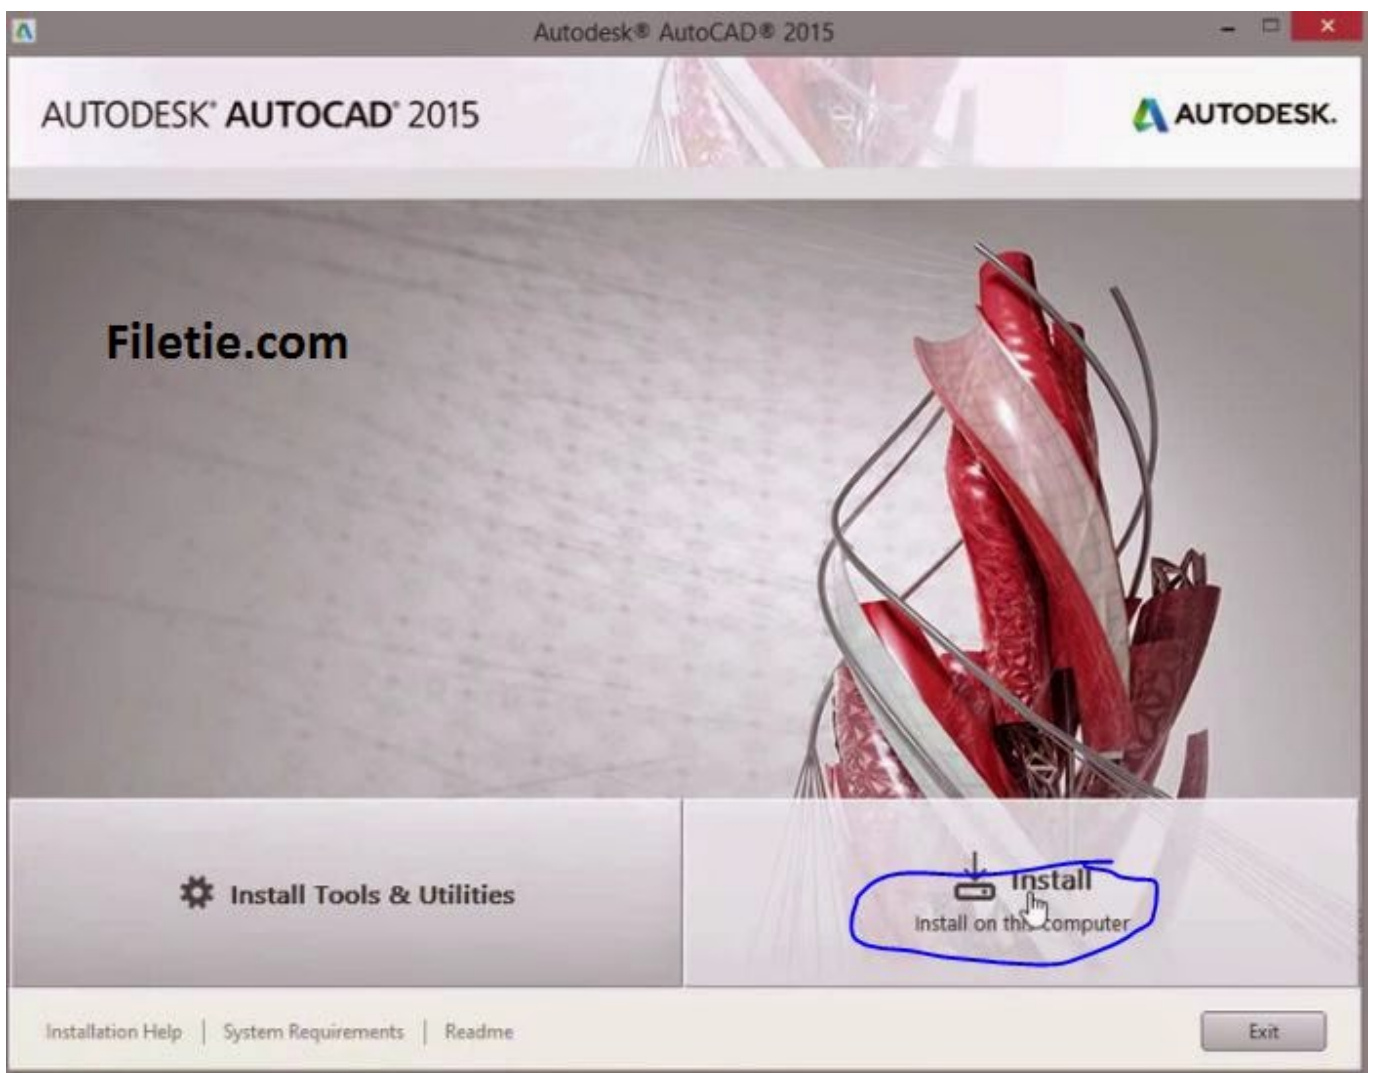 Autodesk® AutoCAD® 2015
AUTODESK® AUTOCAD® 2015
AUTODESK.
Filetie.com
Install Tools & Utilities
Install
Install on this computer
Installation Help | System Requirements | Readme
Exit